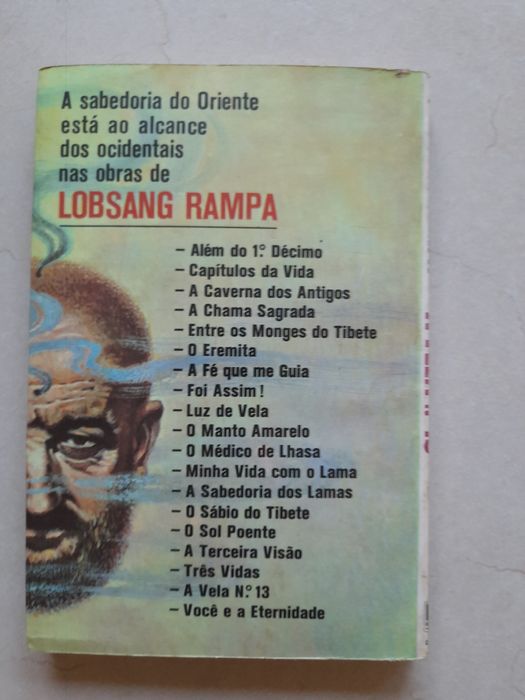 A sabedoria do Oriente
está ao alcance
dos ocidentais
nas obras de
LOBSANG RAMPA
– Além do 1º Décimo
– Capítulos da Vida
– A Caverna dos Antigos
– A Chama Sagrada
– Entre os Monges do Tibete
– O Eremita
– A Fé que me Guia
– Foi Assim!
– Luz de Vela
– O Manto Amarelo
– O Médico de Lhasa
– Minha Vida com o Lama
– A Sabedoria dos Lamas
– O Sábio do Tibete
– O Sol Poente
– A Terceira Visão
– Três Vidas
– A Vela Nº 13
– Você e a Eternidade